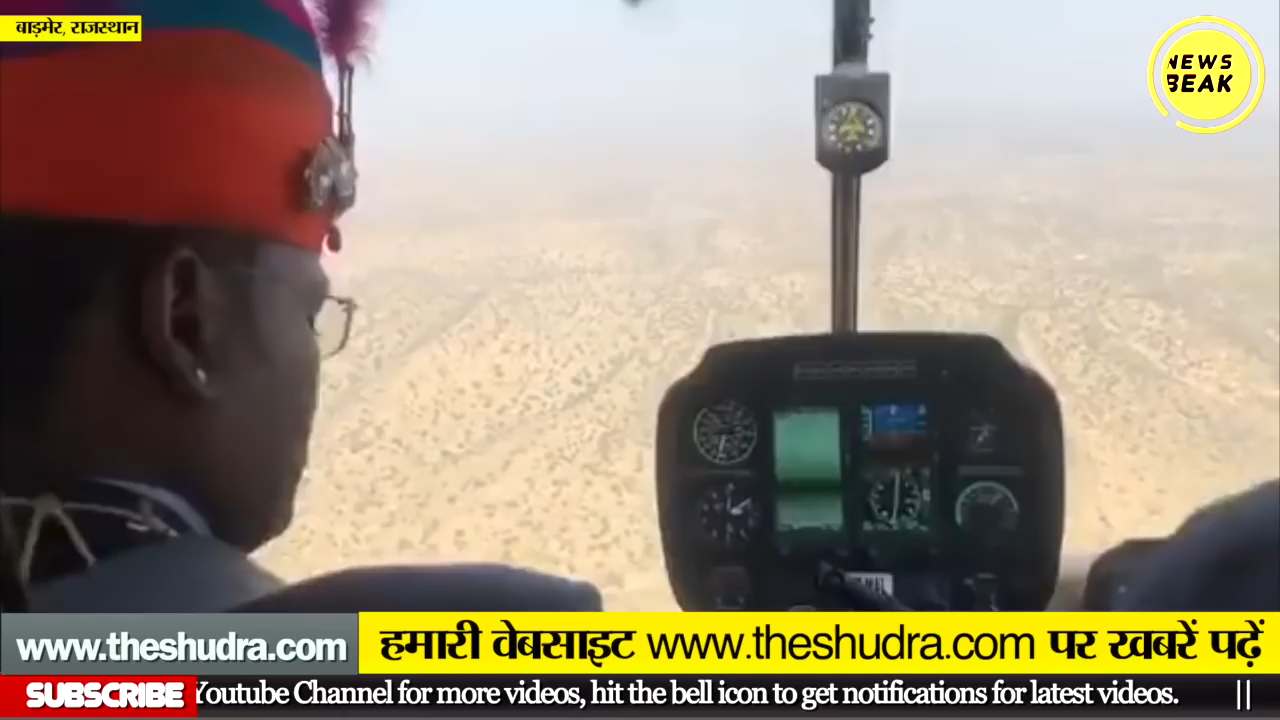 बाड़मेर, राजस्थान
NEWS
BEAK
www.theshudra.com
हमारी वेबसाइट www.theshudra.com पर खबरें पढ़ें
SUBSCRIBE
Youtube Channel for more videos, hit the bell icon to get notifications for latest videos. ||